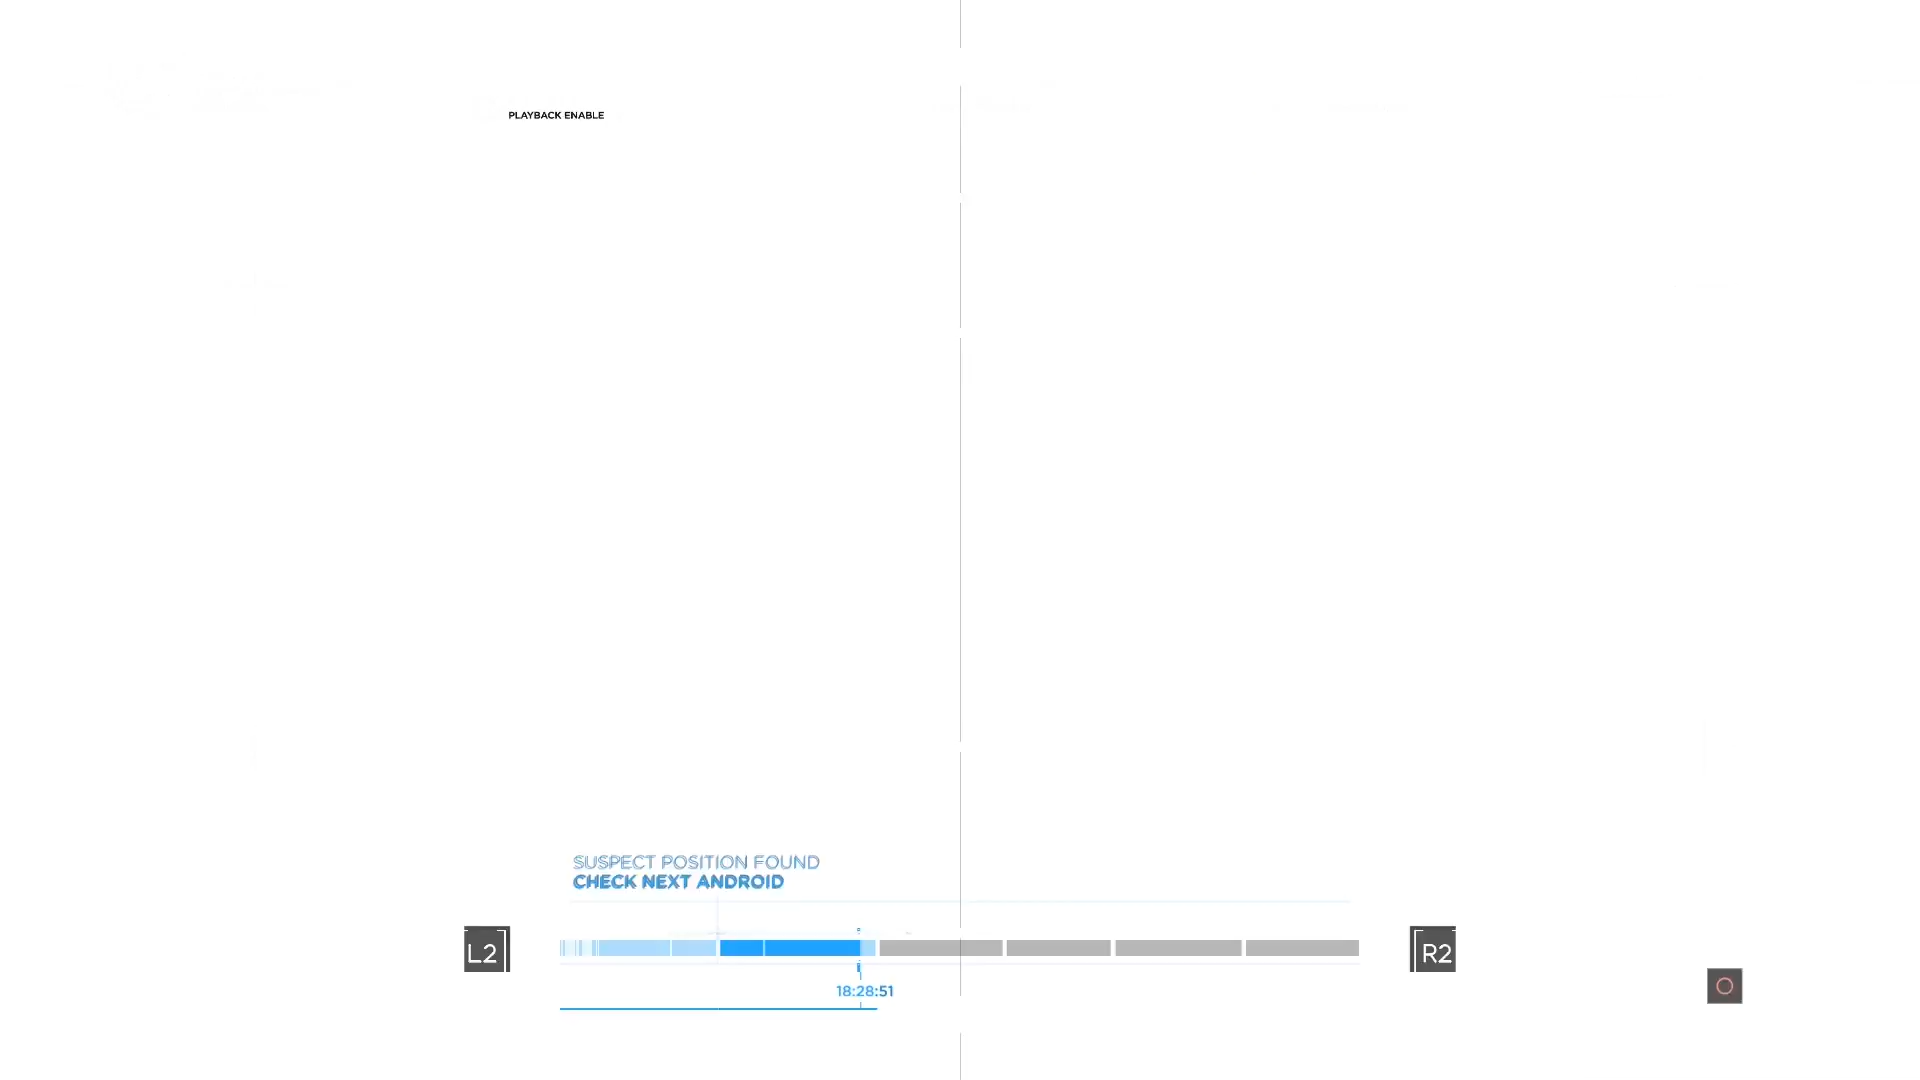 PLAYBACK ENABLE
SUSPECT POSITION FOUND
CHECK NEXT ANDROID
L2
R2
18:28:51